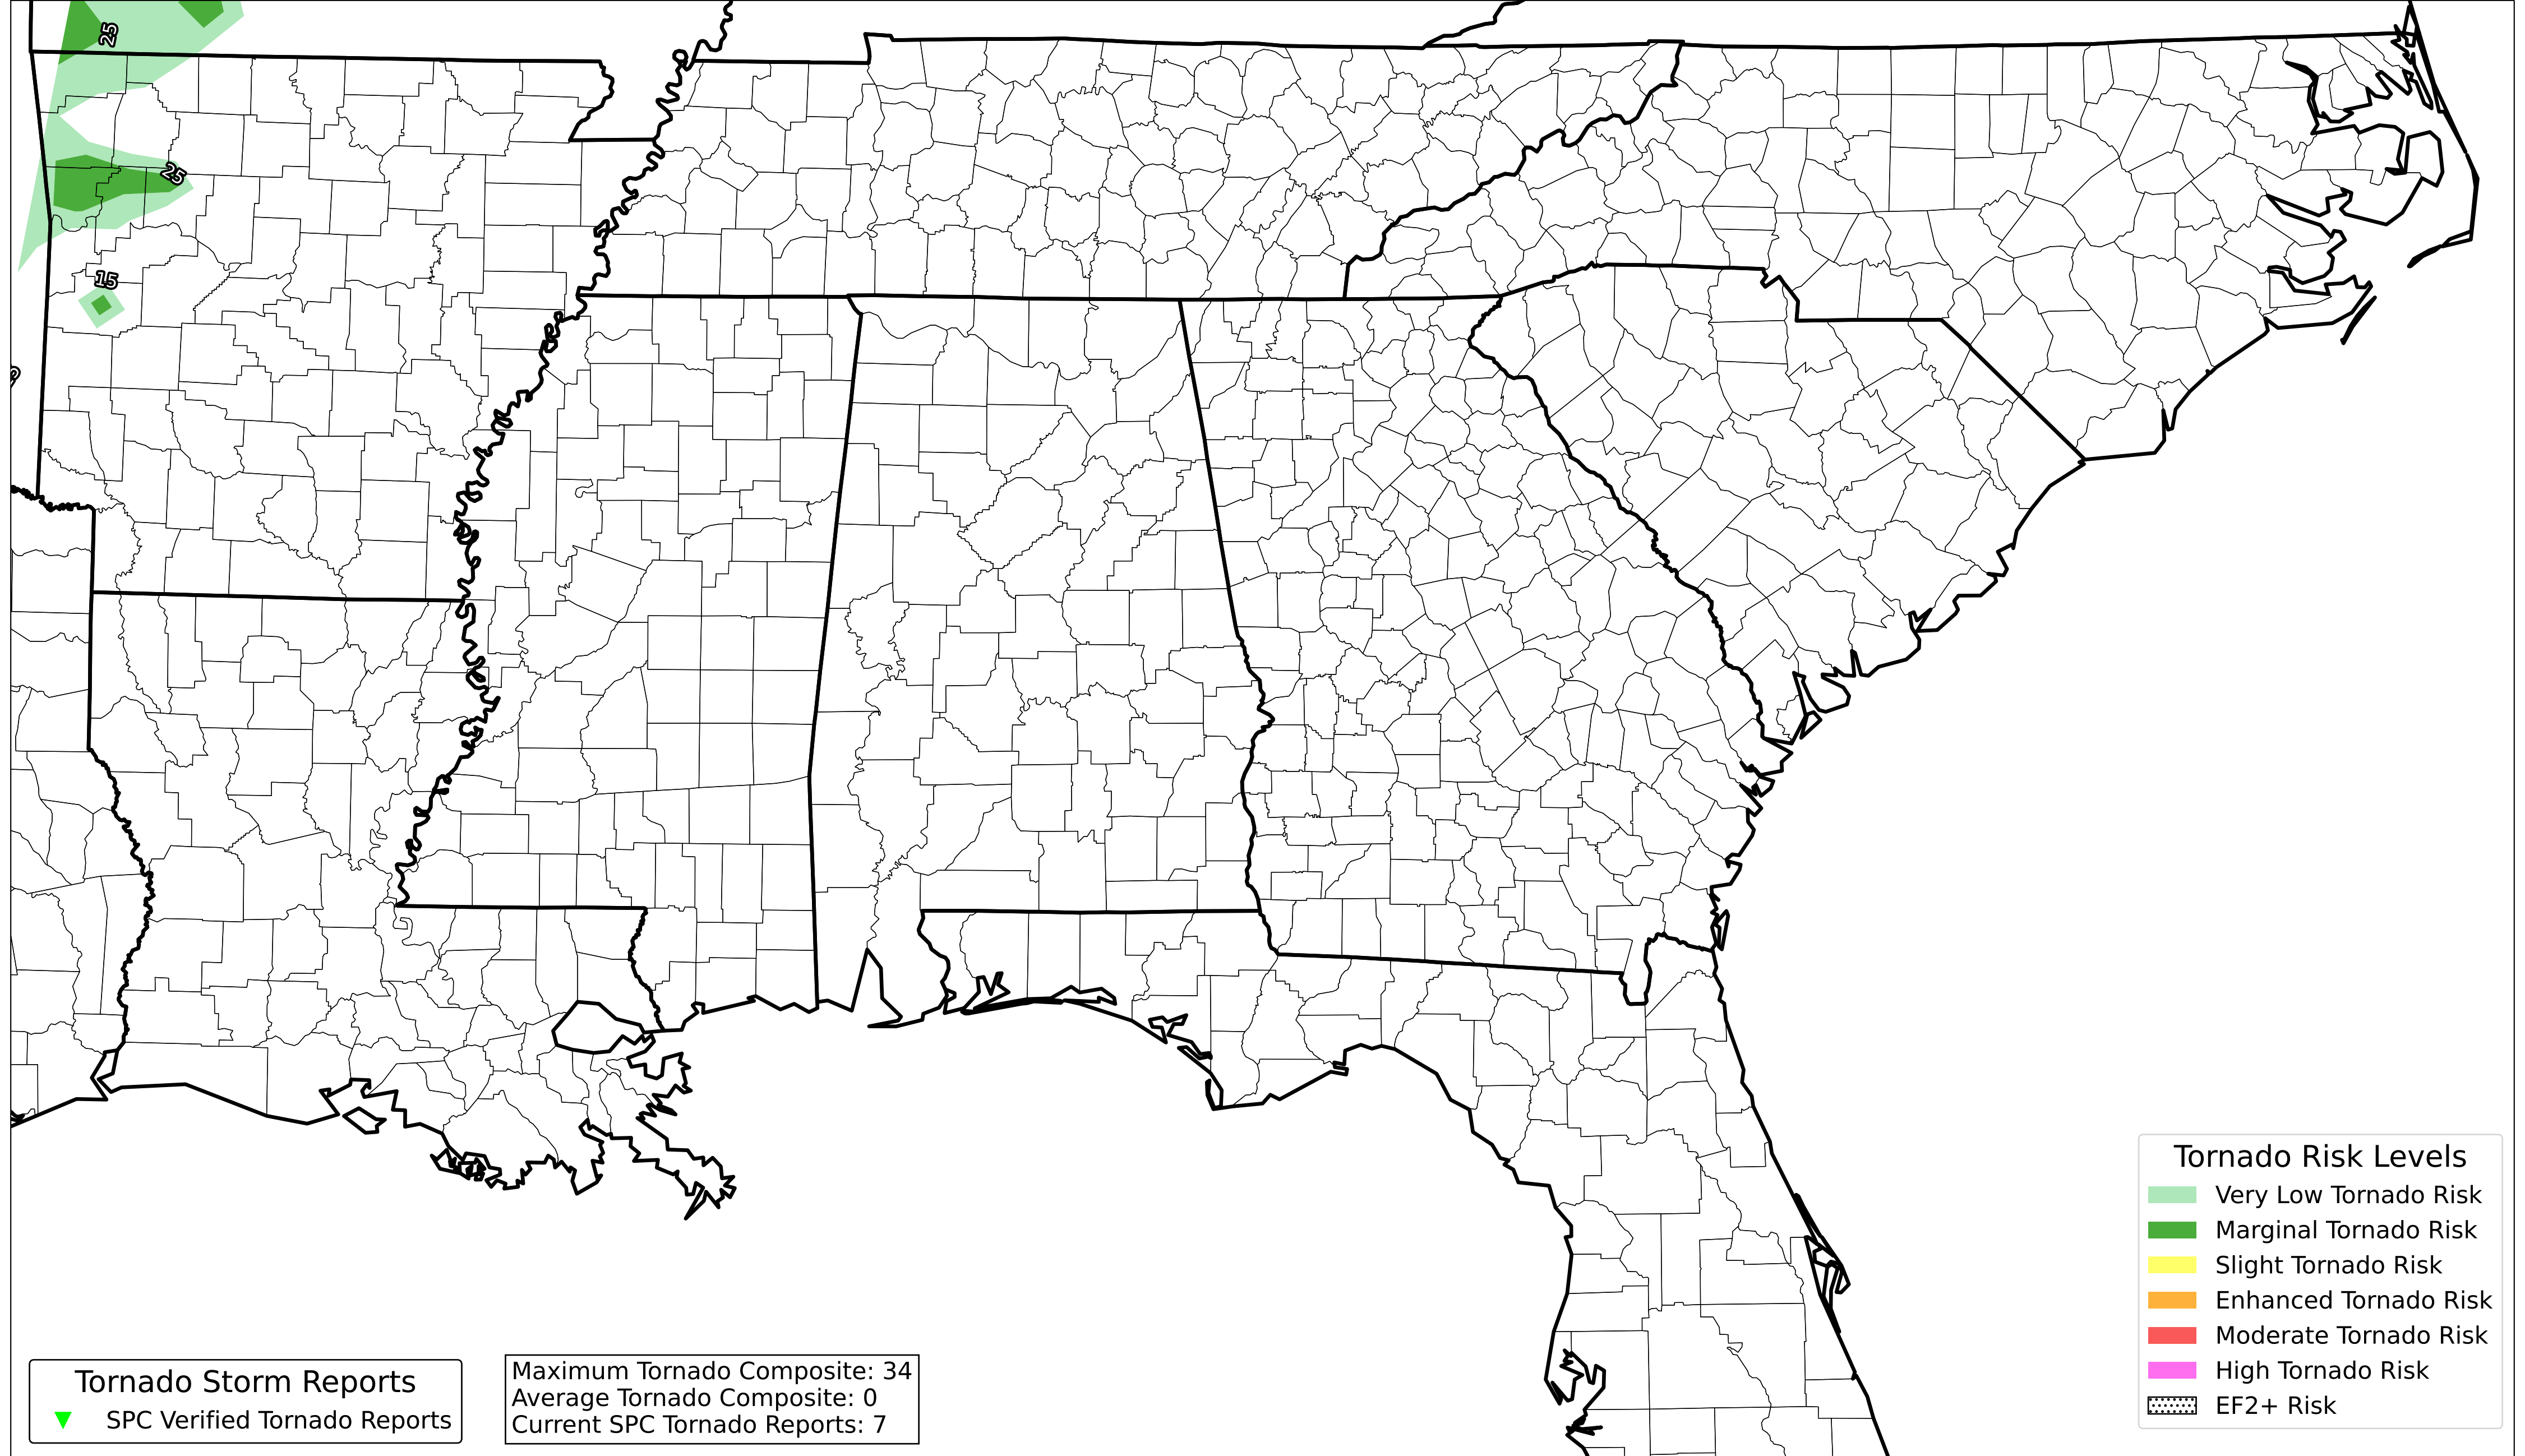 25
25
15
Tornado Risk Levels
Very Low Tornado Risk
Marginal Tornado Risk
Slight Tornado Risk
Enhanced Tornado Risk
Moderate Tornado Risk
High Tornado Risk
EF2+ Risk
Tornado Storm Reports
SPC Verified Tornado Reports
Maximum Tornado Composite: 34
Average Tornado Composite: 0
Current SPC Tornado Reports: 7